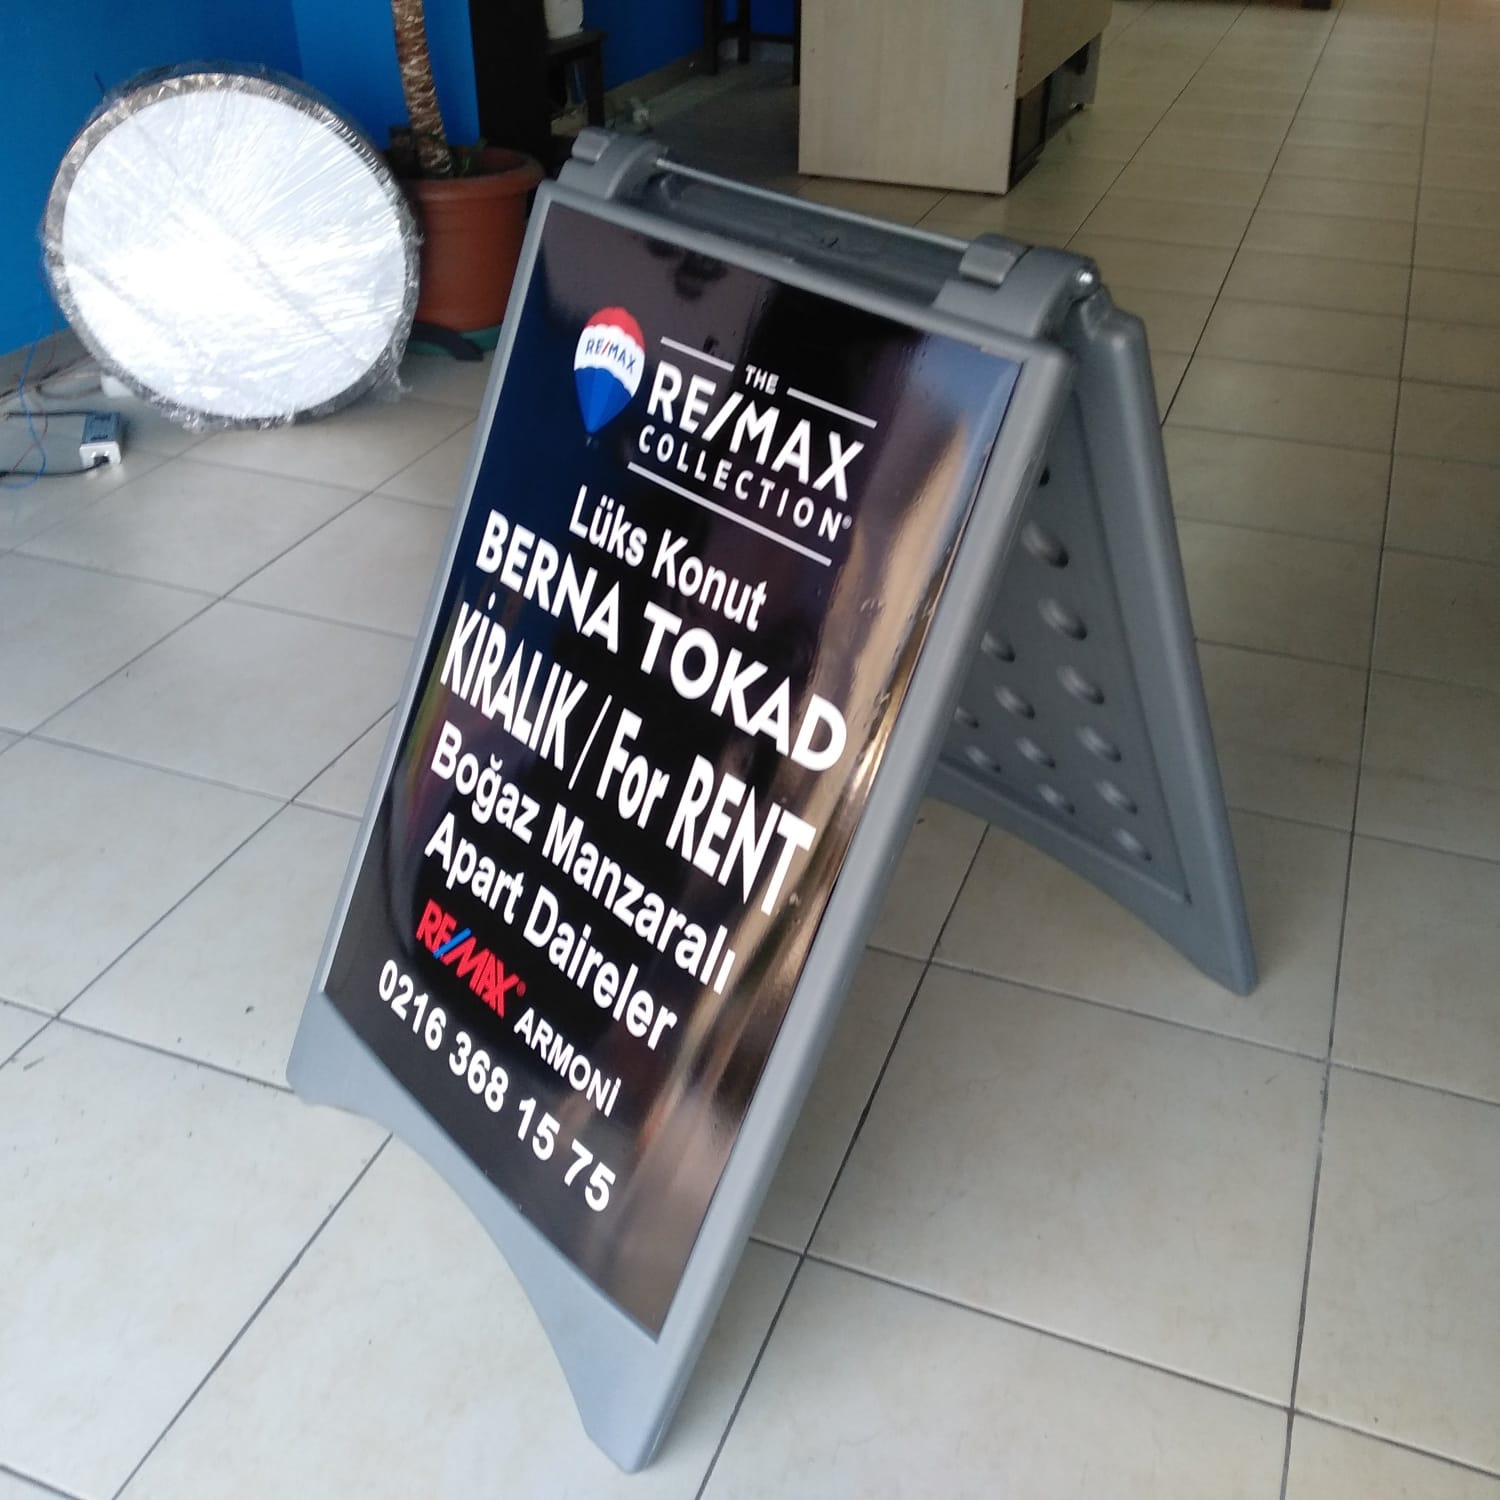 RE/MAX
THE
RE/MAX
COLLECTION®
Lüks Konut
BERNA TOKAD
KİRALIK / For RENT
Boğaz Manzaralı
Apart Daireler
RE/MAX® ARMONİ
0216 368 15 75